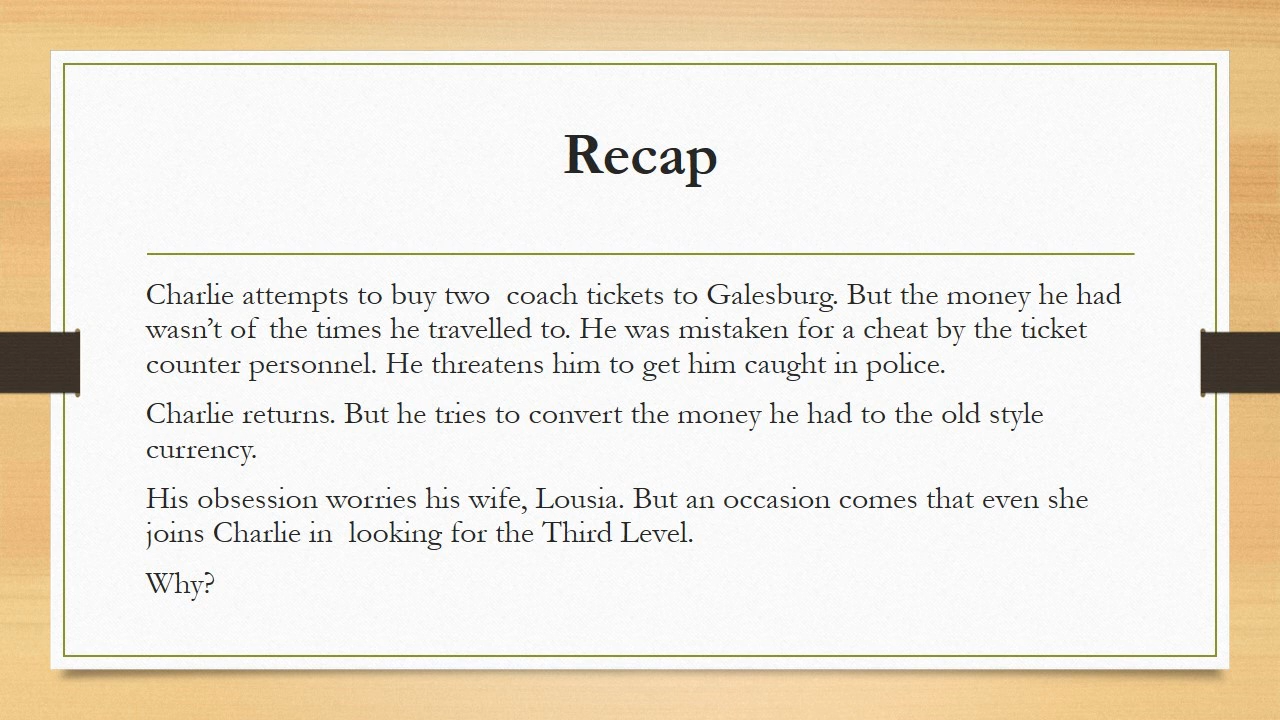 Recap
Charlie attempts to buy two  coach tickets to Galesburg. But the money he had
wasn’t of the times he travelled to. He was mistaken for a cheat by the ticket
counter personnel. He threatens him to get him caught in police.
Charlie returns. But he tries to convert the money he had to the old style
currency.
His obsession worries his wife, Lousia. But an occasion comes that even she
joins Charlie in  looking for the Third Level.
Why?